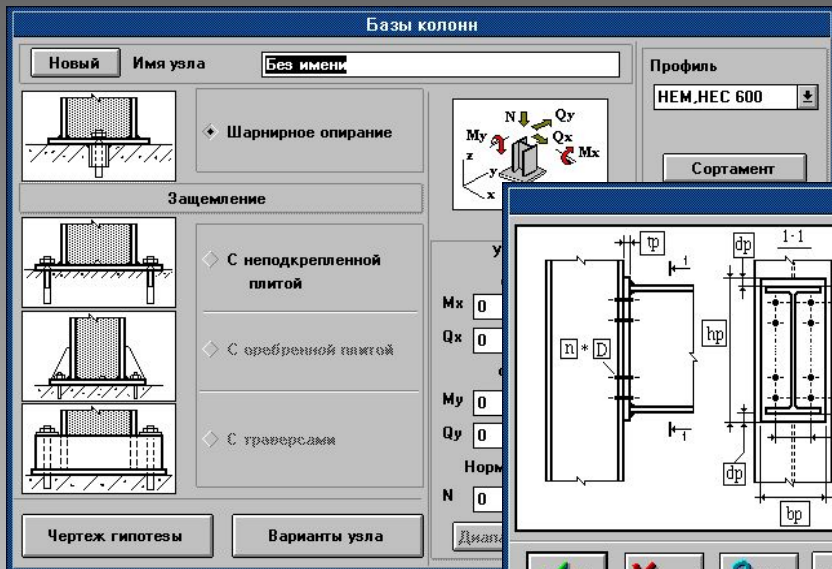 Базы колонн
Новый Имя узла Без имени
Профиль
HEM,HEC 600
Сортамент
Шарнирное опирание
N Qy
My Qx
Mx
z
y
x
Защемление
С неподкрепленной
плитой
С оребренной плитой
С траверсами
У
Mx 0
Qx 0
My 0
Qy 0
Норм
N 0
Диапа
Чертеж гипотезы
Варианты узла
tp 1
dp 1-1
n * D
hp
1
dp
bp